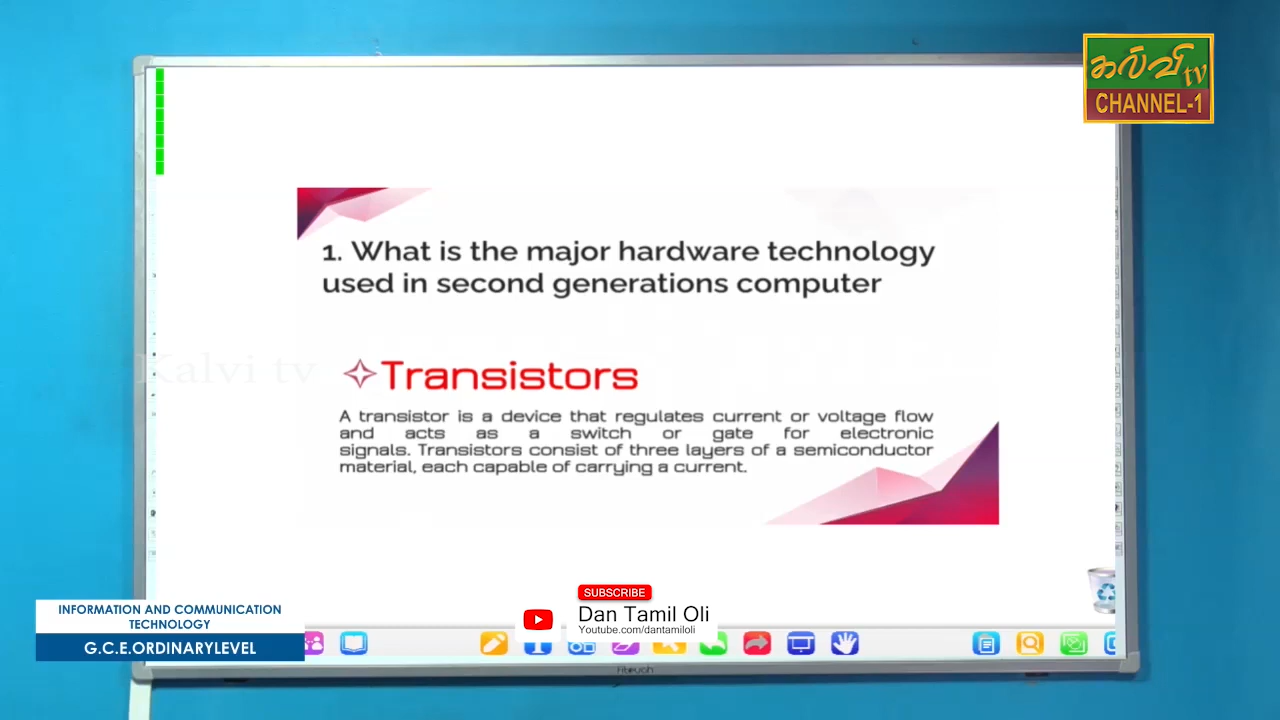 கல்வி tv
CHANNEL-1
1. What is the major hardware technology
used in second generations computer
Kalvi tv
Transistors
A transistor is a device that regulates current or voltage flow
and acts as a switch or gate for electronic
signals. Transistors consist of three layers of a semiconductor
material, each capable of carrying a current.
SUBSCRIBE
Dan Tamil Oli
Youtube.com/dantamiloli
INFORMATION AND COMMUNICATION
TECHNOLOGY
G.C.E.ORDINARYLEVEL